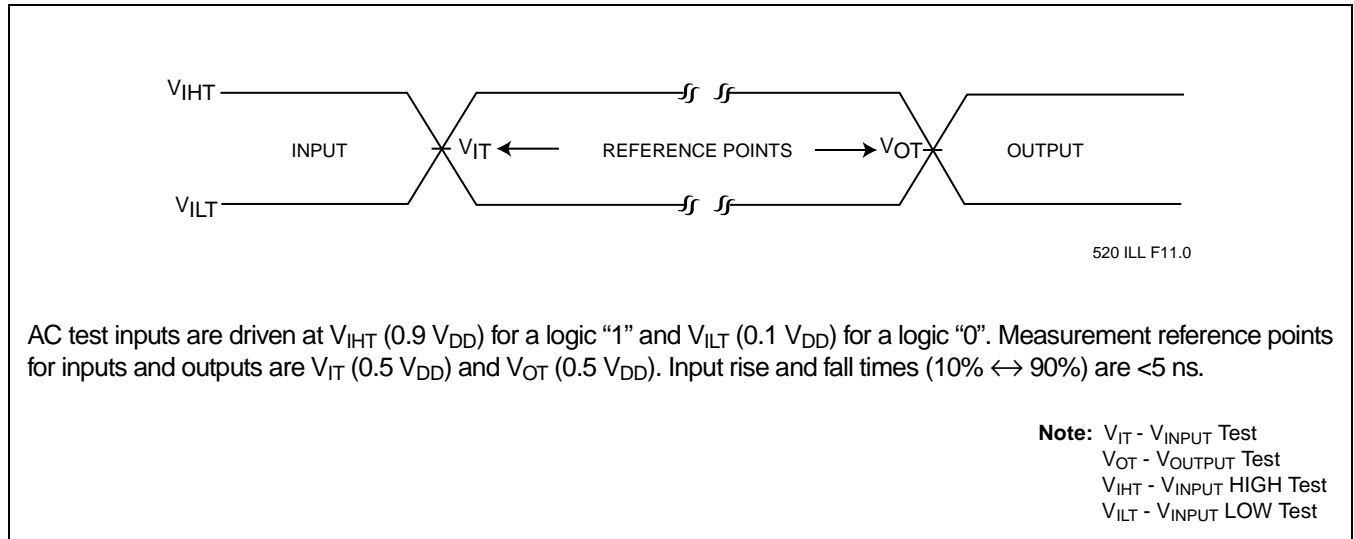 VIHT
INPUT VIT REFERENCE POINTS VOT OUTPUT
VILT
520 ILL F11.0
AC test inputs are driven at VIHT (0.9 VDD) for a logic “1” and VILT (0.1 VDD) for a logic “0”. Measurement reference points
for inputs and outputs are VIT (0.5 VDD) and VOT (0.5 VDD). Input rise and fall times (10% ↔ 90%) are <5 ns.
Note: VIT - VINPUT Test
VOT - VOUTPUT Test
VIHT - VINPUT HIGH Test
VILT - VINPUT LOW Test